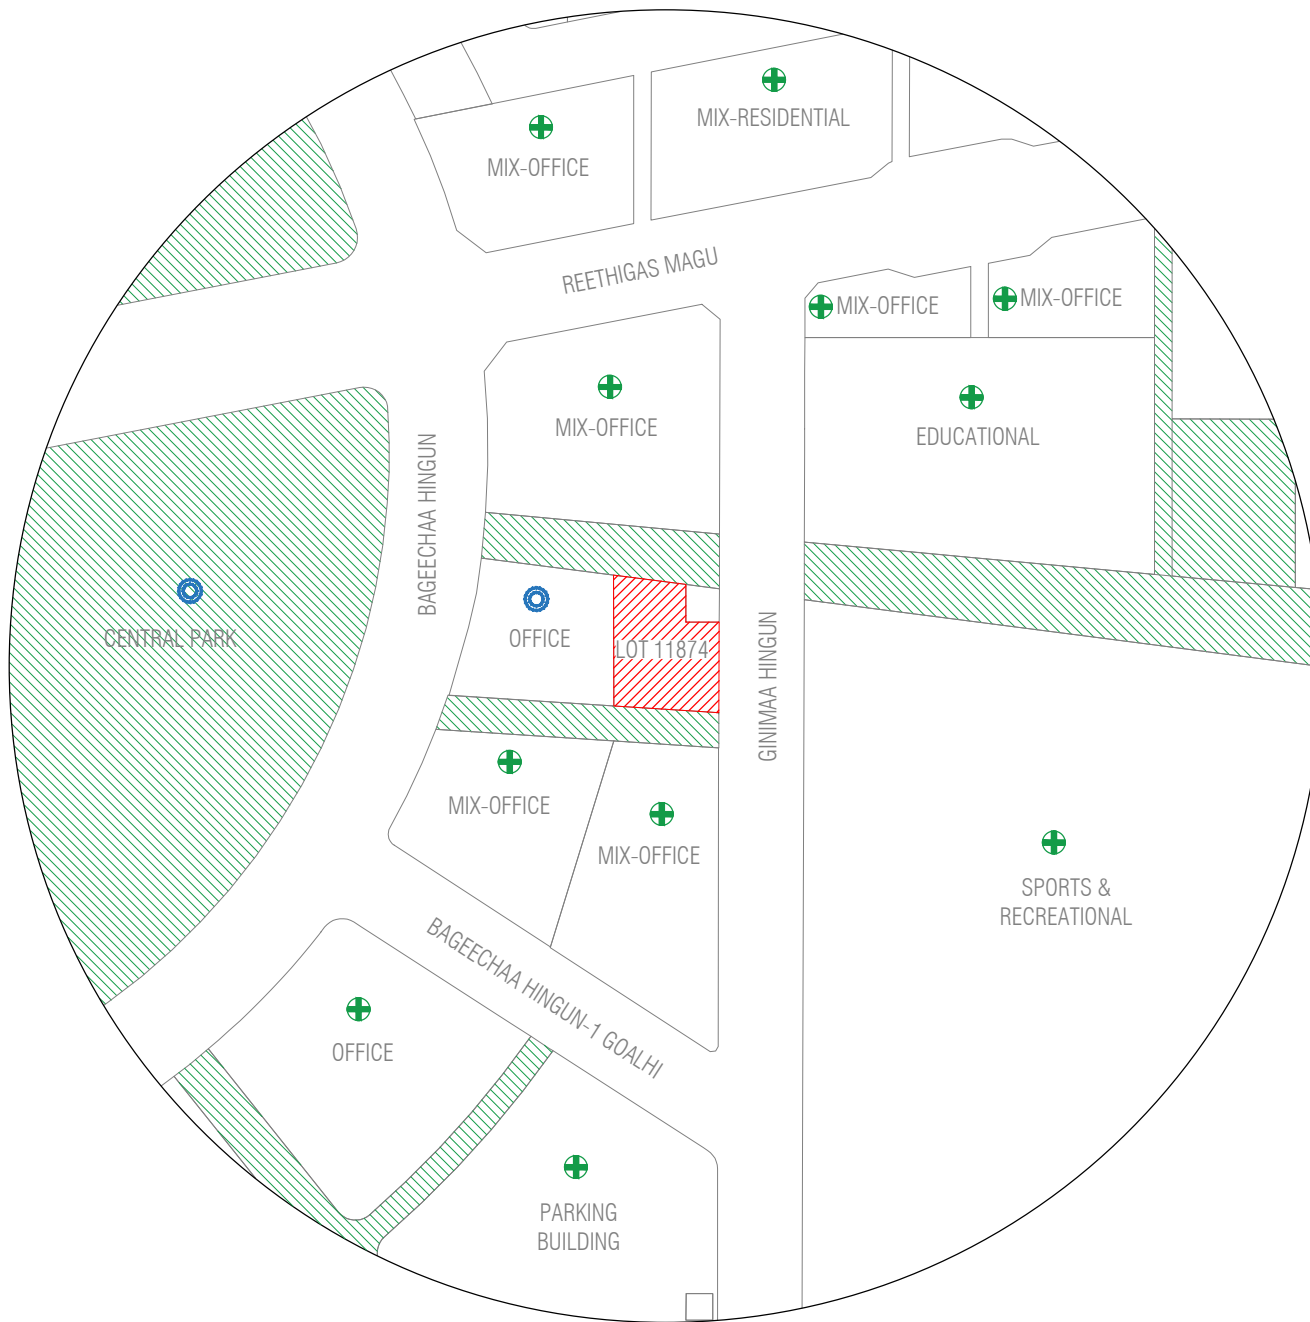 MIX-RESIDENTIAL
MIX-OFFICE
REETHIGAS MAGU
MIX-OFFICE
MIX-OFFICE
MIX-OFFICE
EDUCATIONAL
BAGEECHAA HINGUN
CENTRAL PARK
OFFICE
LOT 11874
GINIMAA HINGUN
MIX-OFFICE
MIX-OFFICE
SPORTS &
RECREATIONAL
BAGEECHAA HINGUN-1 GOALHI
OFFICE
PARKING
BUILDING